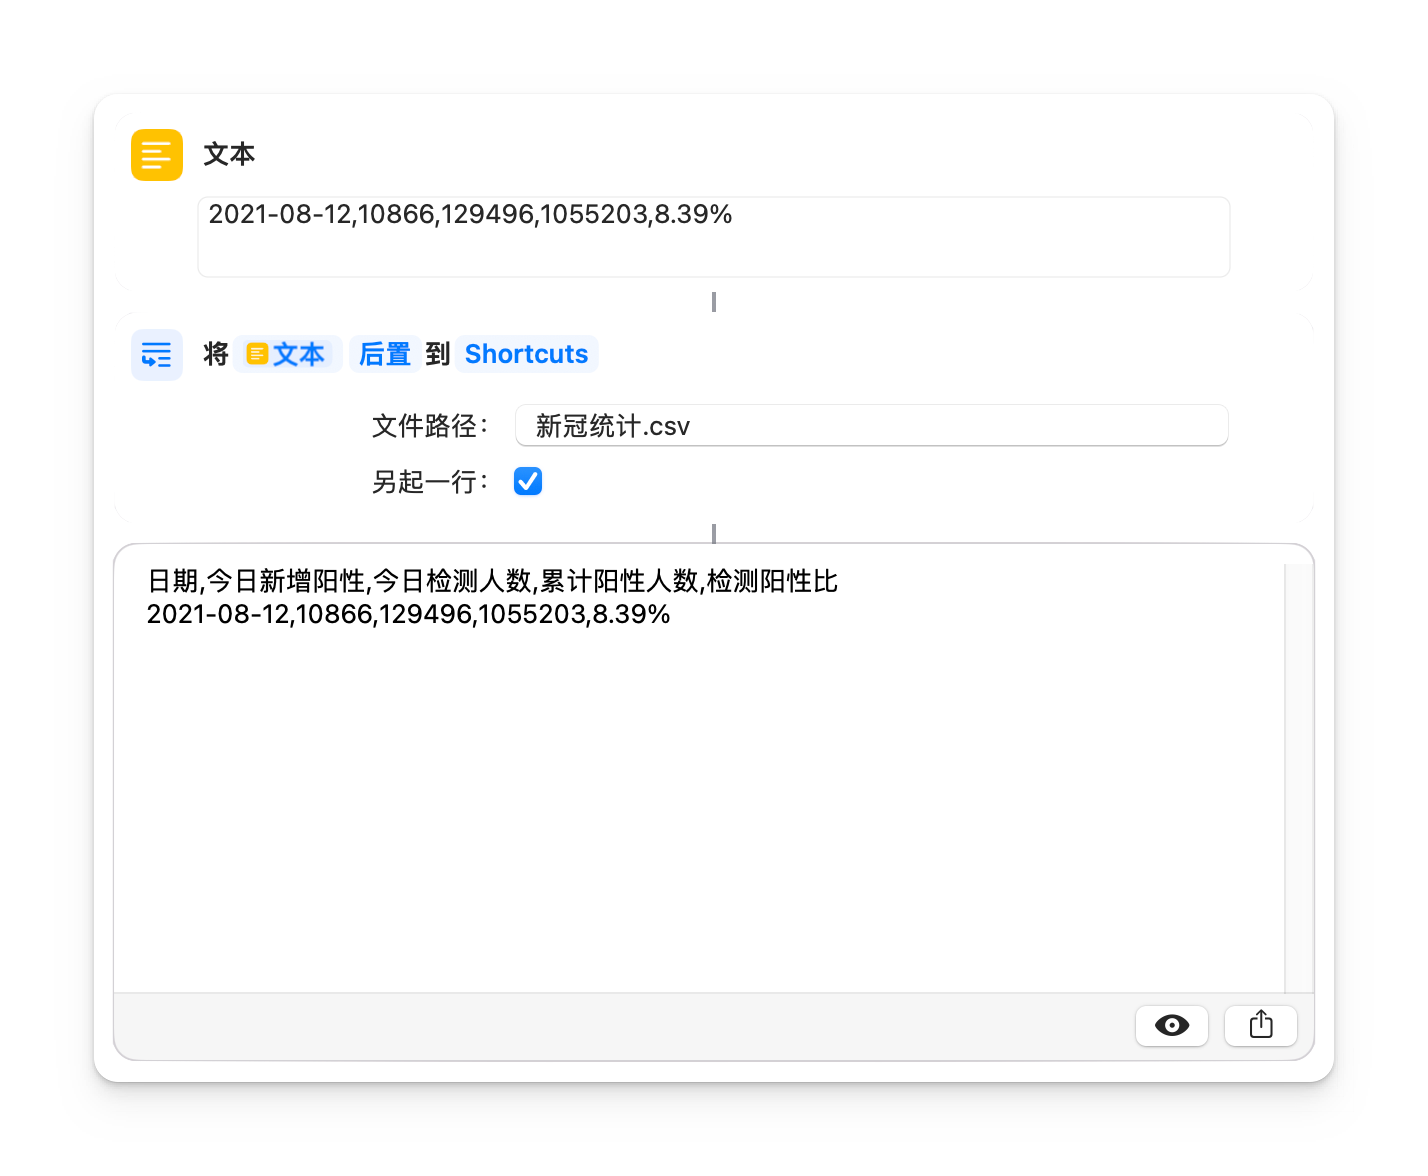 文本
2021-08-12,10866,129496,1055203,8.39%
将 文本 后置 到 Shortcuts
文件路径： 新冠统计.csv
另起一行：
日期,今日新增阳性,今日检测人数,累计阳性人数,检测阳性比
2021-08-12,10866,129496,1055203,8.39%